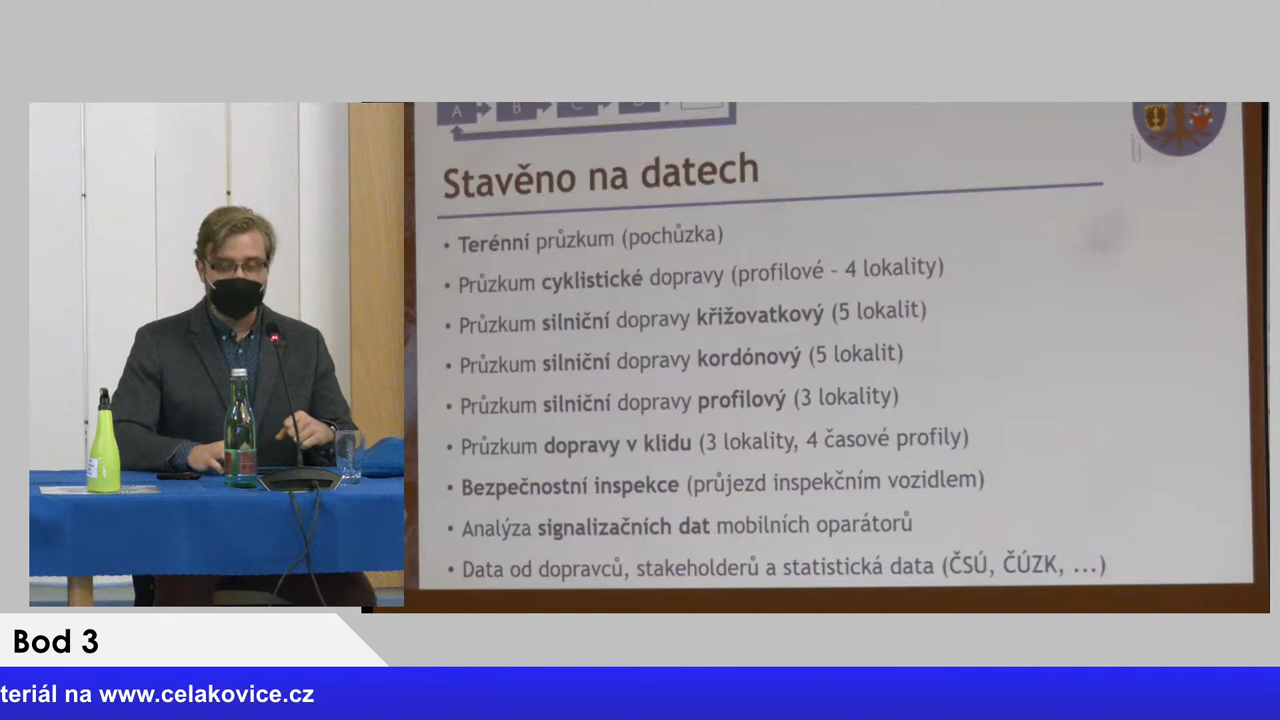 A B C
Stavěno na datech
• Terénní průzkum (pochůzka)
• Průzkum cyklistické dopravy (profilové - 4 lokality)
• Průzkum silniční dopravy křižovatkový (5 lokalit)
• Průzkum silniční dopravy kordónový (5 lokalit)
• Průzkum silniční dopravy profilový (3 lokality)
• Průzkum dopravy v klidu (3 lokality, 4 časové profily)
• Bezpečnostní inspekce (průjezd inspekčním vozidlem)
• Analýza signalizačních dat mobilních oparátorů
• Data od dopravců, stakeholderů a statistická data (ČSÚ, ČÚZK, ...)
Bod 3
teriál na www.celakovice.cz